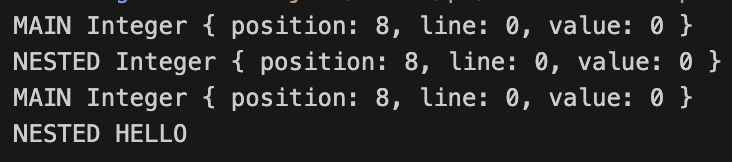 MAIN Integer { position: 8, line: 0, value: 0 }
NESTED Integer { position: 8, line: 0, value: 0 }
MAIN Integer { position: 8, line: 0, value: 0 }
NESTED HELLO